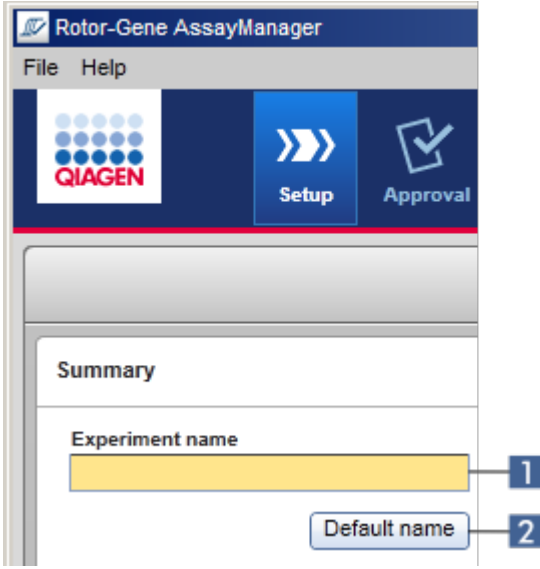 Rotor-Gene AssayManager
File Help
QIAGEN
Setup Approval
Summary
Experiment name
1
Default name 2